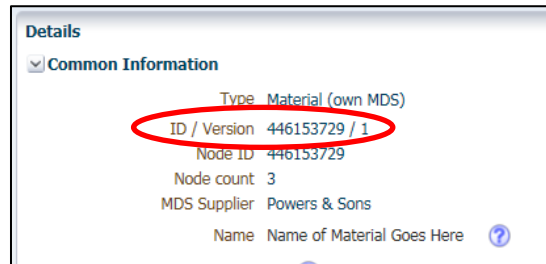 Details
Common Information
Type Material (own MDS)
ID / Version 446153729 / 1
Node ID 446153729
Node count 3
MDS Supplier Powers & Sons
Name Name of Material Goes Here ?